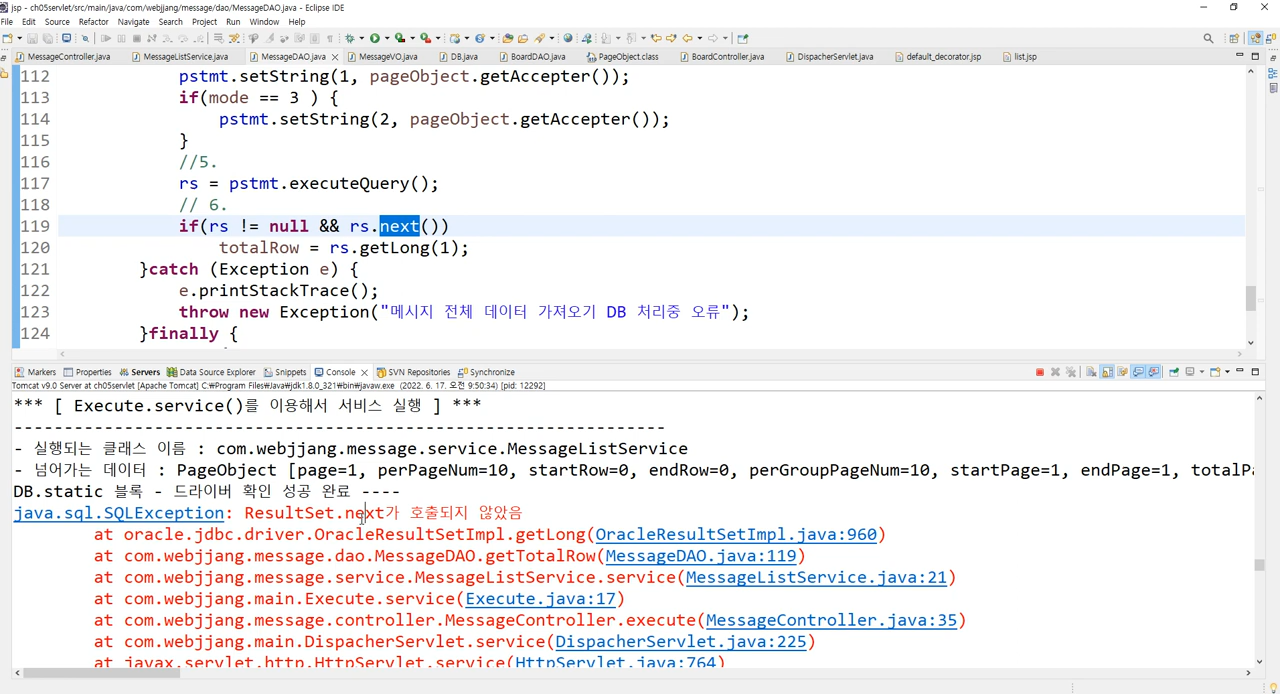 jsp - ch05servlet/src/main/java/com/webjjang/message/dao/MessageDAO.java - Eclipse IDE
File Edit Source Refactor Navigate Search Project Run Window Help
MessageController.java MessageListService.java MessageDAO.java MessageVO.java DB.java BoardDAO.java PageObject.class BoardController.java DispacherServlet.java default_decorator.jsp list.jsp
112 pstmt.setString(1, pageObject.getAccepter());
113 if(mode == 3 ) {
114 pstmt.setString(2, pageObject.getAccepter());
115 }
116 //5.
117 rs = pstmt.executeQuery();
118 // 6.
119 if(rs != null && rs.next())
120 totalRow = rs.getLong(1);
121 }catch (Exception e) {
122 e.printStackTrace();
123 throw new Exception("메시지 전체 데이터 가져오기 DB 처리중 오류");
124 }finally {
Markers Properties Servers Data Source Explorer Snippets Console SVN Repositories Synchronize
Tomcat v9.0 Server at ch05servlet [Apache Tomcat] C:₩Program Files₩Java₩jdk1.8.0_321₩bin₩javaw.exe (2022. 6. 17. 오전 9:50:34) [pid: 12292]
*** [ Execute.service()를 이용해서 서비스 실행 ] ***
-----------------------------------------------------------------
- 실행되는 클래스 이름 : com.webjjang.message.service.MessageListService
- 넘어가는 데이터 : PageObject [page=1, perPageNum=10, startRow=0, endRow=0, perGroupPageNum=10, startPage=1, endPage=1, totalPa
DB.static 블록 - 드라이버 확인 성공 완료 ----
java.sql.SQLException: ResultSet.next가 호출되지 않았음
at oracle.jdbc.driver.OracleResultSetImpl.getLong(OracleResultSetImpl.java:960)
at com.webjjang.message.dao.MessageDAO.getTotalRow(MessageDAO.java:119)
at com.webjjang.message.service.MessageListService.service(MessageListService.java:21)
at com.webjjang.main.Execute.service(Execute.java:17)
at com.webjjang.message.controller.MessageController.execute(MessageController.java:35)
at com.webjjang.main.DispacherServlet.service(DispacherServlet.java:225)
at javax.servlet.http.HttpServlet.service(HttpServlet.java:764)